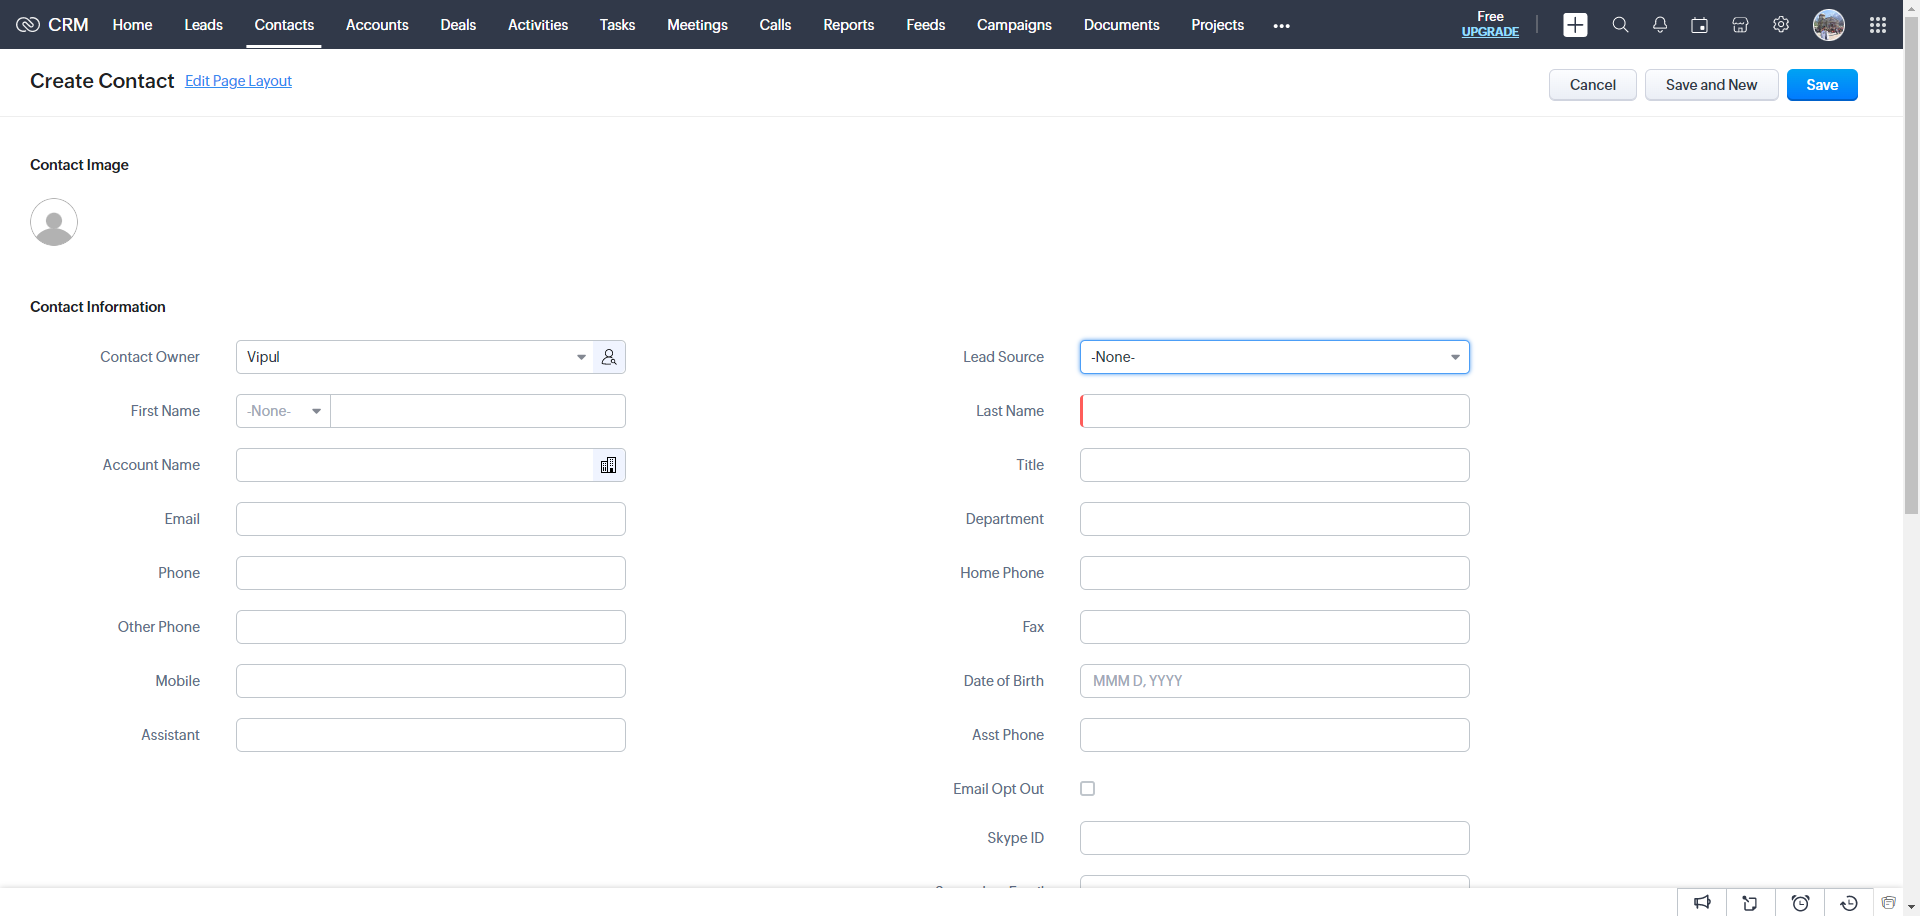 CRM Home Leads Contacts Accounts Deals Activities Tasks Meetings Calls Reports Feeds Campaigns Documents Projects ••• Free
UPGRADE
Create Contact Edit Page Layout Cancel Save and New Save
Contact Image
Contact Information
Contact Owner Vipul Lead Source -None-
First Name -None- Last Name
Account Name Title
Email Department
Phone Home Phone
Other Phone Fax
Mobile Date of Birth MMM D, YYYY
Assistant Asst Phone
Email Opt Out
Skype ID